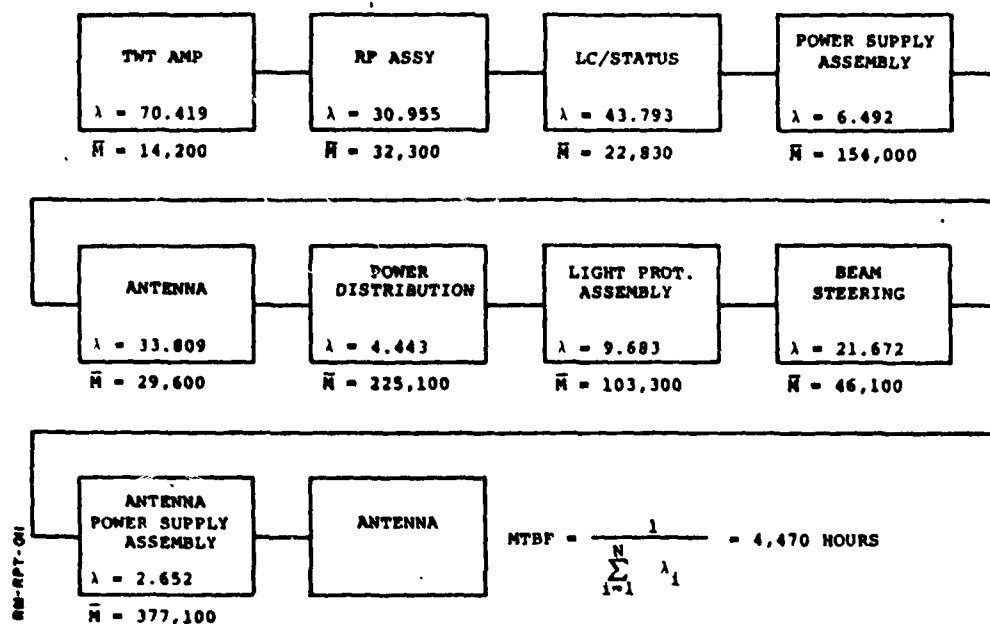 TWT AMP
λ = 70.419
M̄ = 14,200
RF ASSY
λ = 30.955
M̄ = 32,300
LC/STATUS
λ = 43.793
M̄ = 22,830
POWER SUPPLY
ASSEMBLY
λ = 6.492
M̄ = 154,000
ANTENNA
λ = 33.809
M̄ = 29,600
POWER
DISTRIBUTION
λ = 4.443
M̄ = 225,100
LIGHT PROT.
ASSEMBLY
λ = 9.683
M̄ = 103,300
BEAM
STEERING
λ = 21.672
M̄ = 46,100
ANTENNA
POWER SUPPLY
ASSEMBLY
λ = 2.652
M̄ = 377,100
ANTENNA
MTBF = 1 / N ∑ i=1 λi = 4,470 HOURS